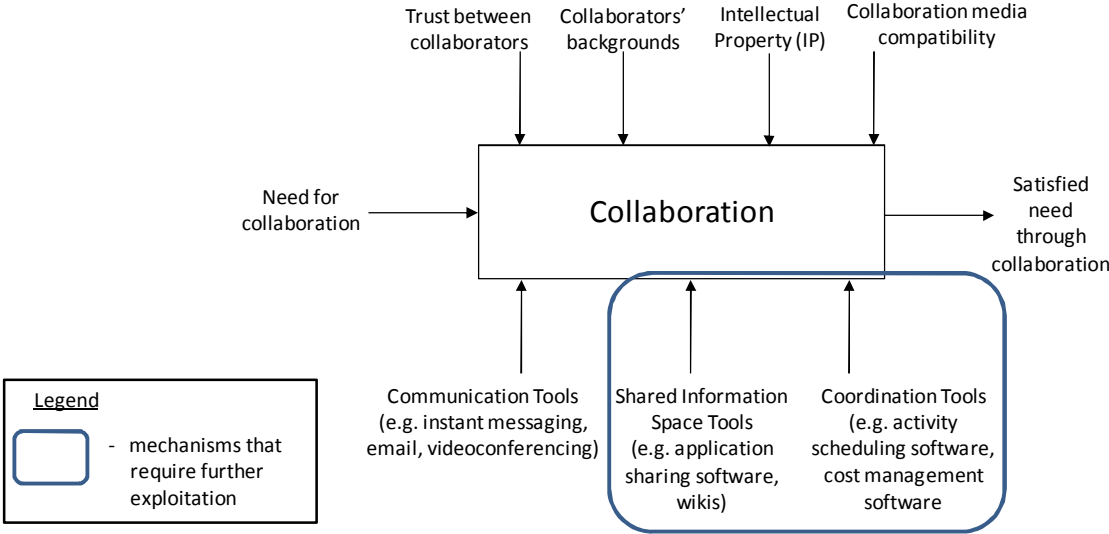 Trust between
collaborators
Collaborators'
backgrounds
Intellectual
Property (IP)
Collaboration media
compatibility
Need for
collaboration
Collaboration
Satisfied
need
through
collaboration
Communication Tools
(e.g. instant messaging,
email, videoconferencing)
Shared Information
Space Tools
(e.g. application
sharing software,
wikis)
Coordination Tools
(e.g. activity
scheduling software,
cost management
software
Legend
- mechanisms that
require further
exploitation